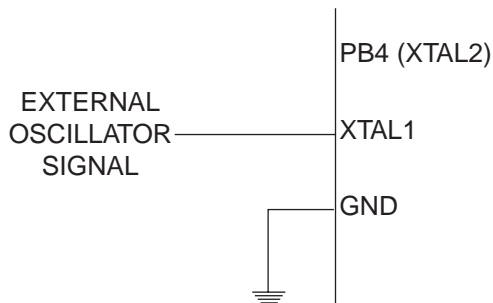 PB4 (XTAL2)
EXTERNAL
OSCILLATOR
SIGNAL
XTAL1
GND